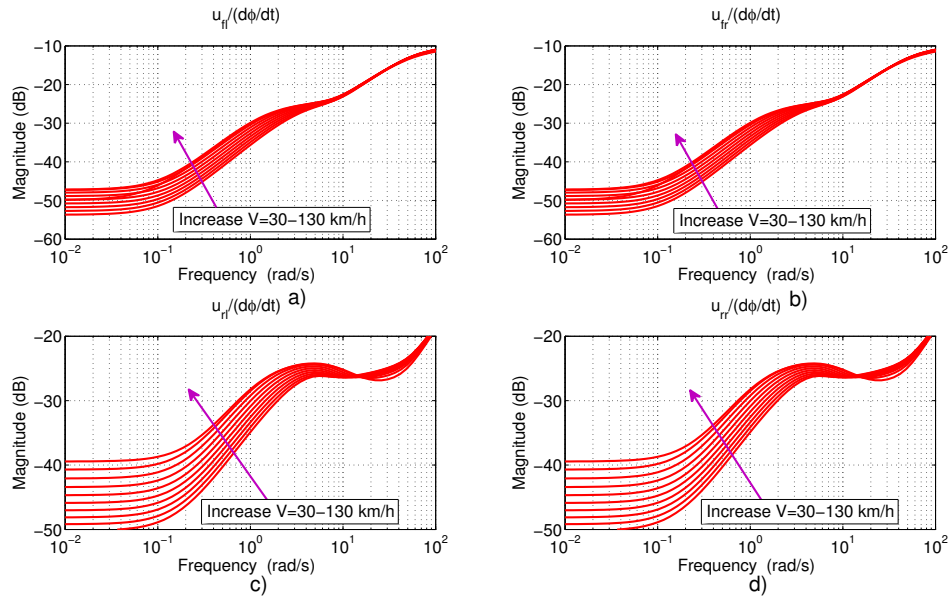 u_fl/(dϕ/dt)
Magnitude (dB)
−10
−20
−30
−40
−50
−60
Increase V=30−130 km/h
10^−2 10^−1 10^0 10^1 10^2
Frequency (rad/s)
a)
u_fr/(dϕ/dt)
Magnitude (dB)
−10
−20
−30
−40
−50
−60
Increase V=30−130 km/h
10^−2 10^−1 10^0 10^1 10^2
Frequency (rad/s)
b)
u_rl/(dϕ/dt)
Magnitude (dB)
−20
−30
−40
−50
Increase V=30−130 km/h
10^−2 10^−1 10^0 10^1 10^2
Frequency (rad/s)
c)
u_rr/(dϕ/dt)
Magnitude (dB)
−20
−30
−40
−50
Increase V=30−130 km/h
10^−2 10^−1 10^0 10^1 10^2
Frequency (rad/s)
d)